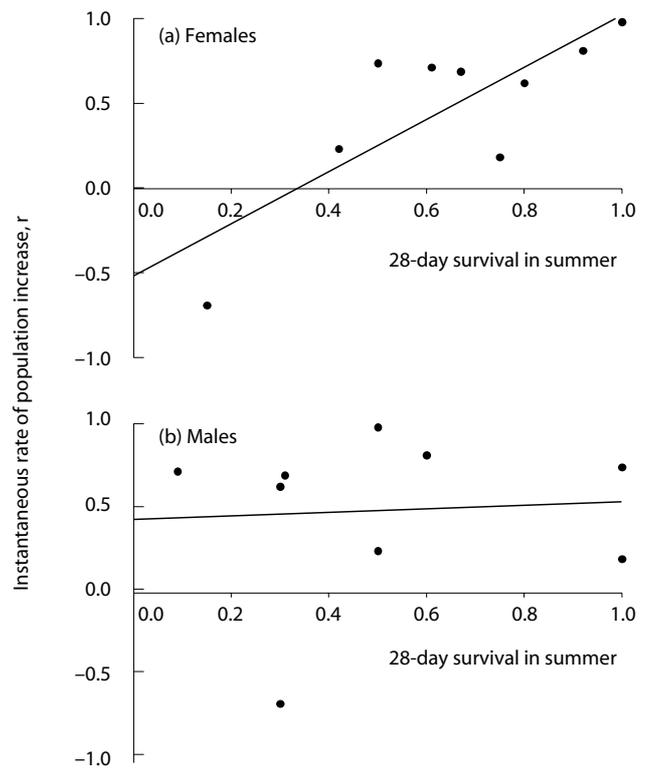 Instantaneous rate of population increase, r
(a) Females
1.0
0.5
0.0
–0.5
–1.0
0.0 0.2 0.4 0.6 0.8 1.0
28-day survival in summer
(b) Males
1.0
0.5
0.0
–0.5
–1.0
0.0 0.2 0.4 0.6 0.8 1.0
28-day survival in summer